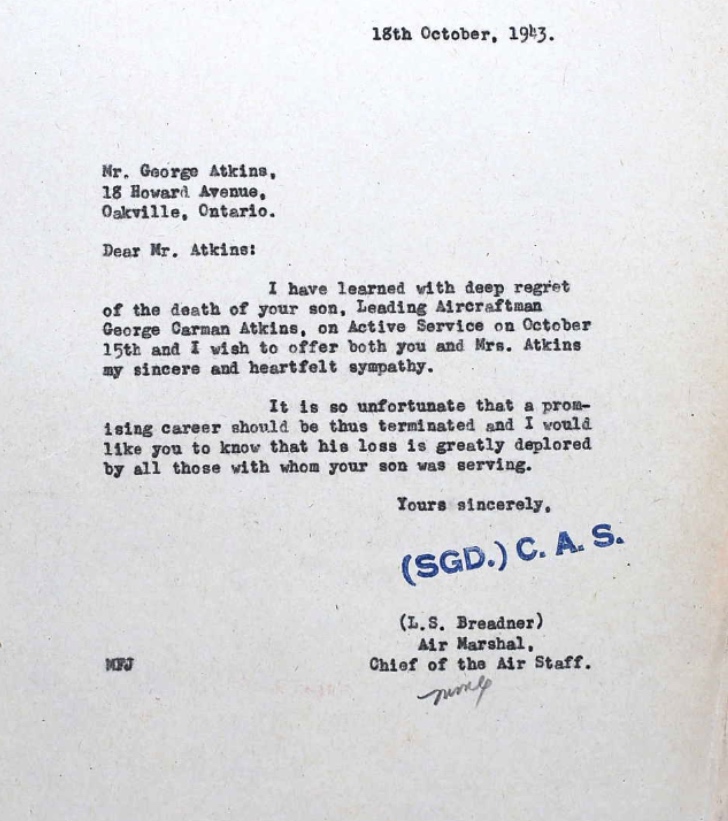 18th October, 1943.
Mr. George Atkins,
18 Howard Avenue,
Oakville, Ontario.
Dear Mr. Atkins:
I have learned with deep regret
of the death of your son, Leading Aircraftman
George Carman Atkins, on Active Service on October
15th and I wish to offer both you and Mrs. Atkins
my sincere and heartfelt sympathy.
It is so unfortunate that a prom-
ising career should be thus terminated and I would
like you to know that his loss is greatly deplored
by all those with whom your son was serving.
Yours sincerely,
(SGD.) C. A. S.
(L.S. Breadner)
Air Marshal,
MFJ Chief of the Air Staff.